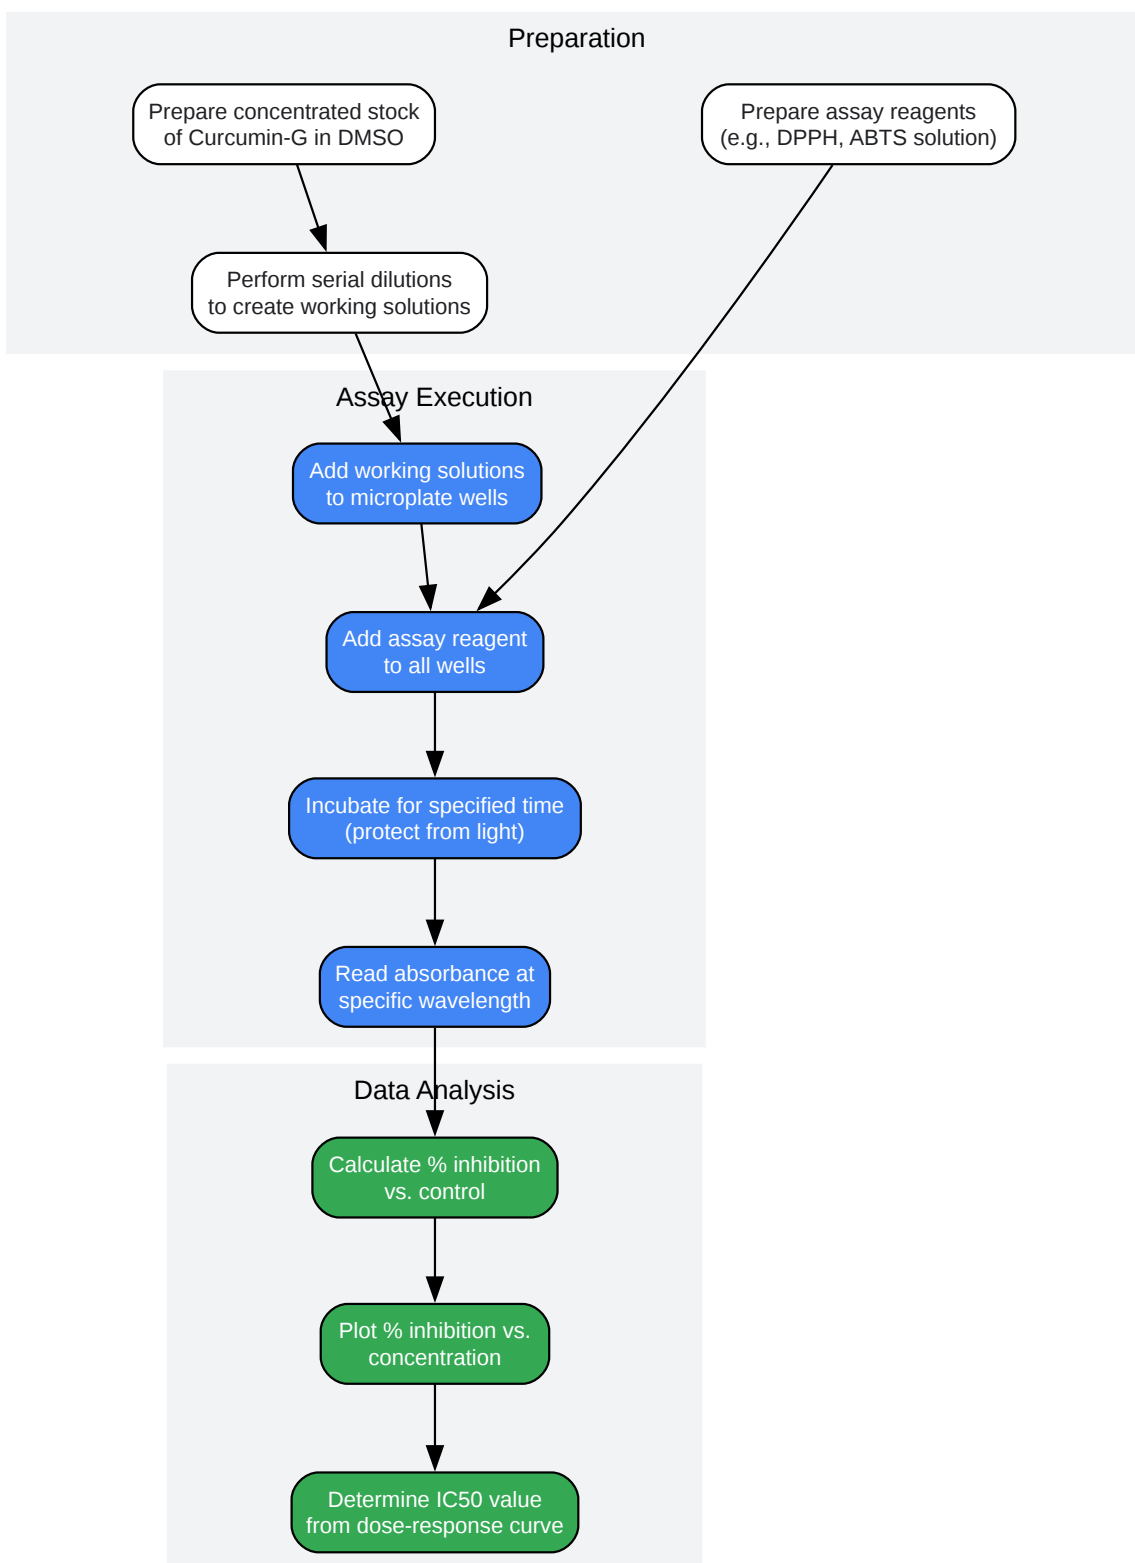 Preparation
Prepare concentrated stock
of Curcumin-G in DMSO
Prepare assay reagents
(e.g., DPPH, ABTS solution)
Perform serial dilutions
to create working solutions
Assay Execution
Add working solutions
to microplate wells
Add assay reagent
to all wells
Incubate for specified time
(protect from light)
Read absorbance at
specific wavelength
Data Analysis
Calculate % inhibition
vs. control
Plot % inhibition vs.
concentration
Determine IC50 value
from dose-response curve